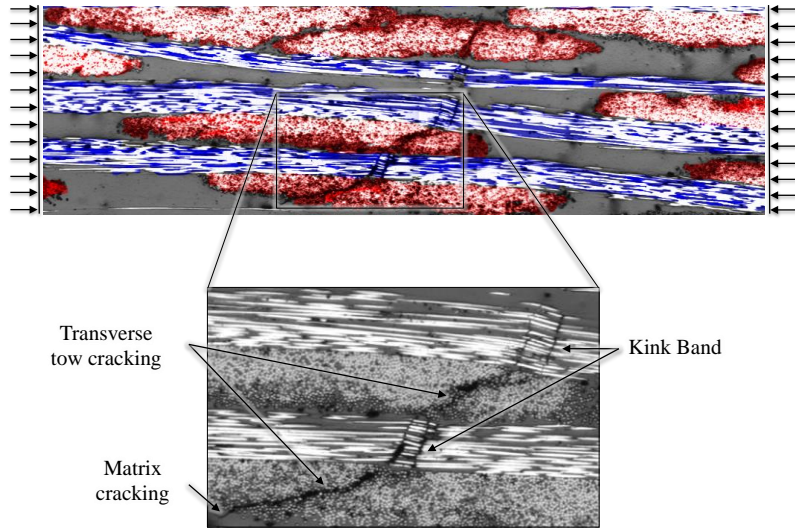 Transverse
tow cracking
Kink Band
Matrix
cracking